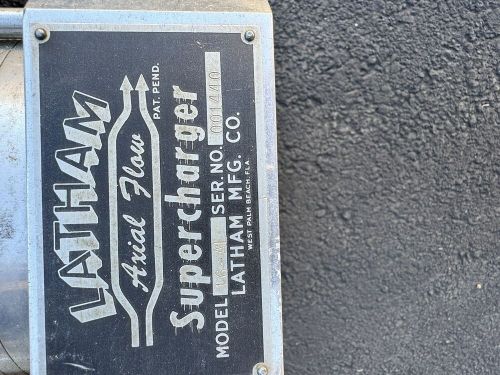 LATHAM
Axial Flow
PAT. PEND.
Supercharger
MODEL SER. NO. 001440
LATHAM MFG. CO.
WEST PALM BEACH, FLA.